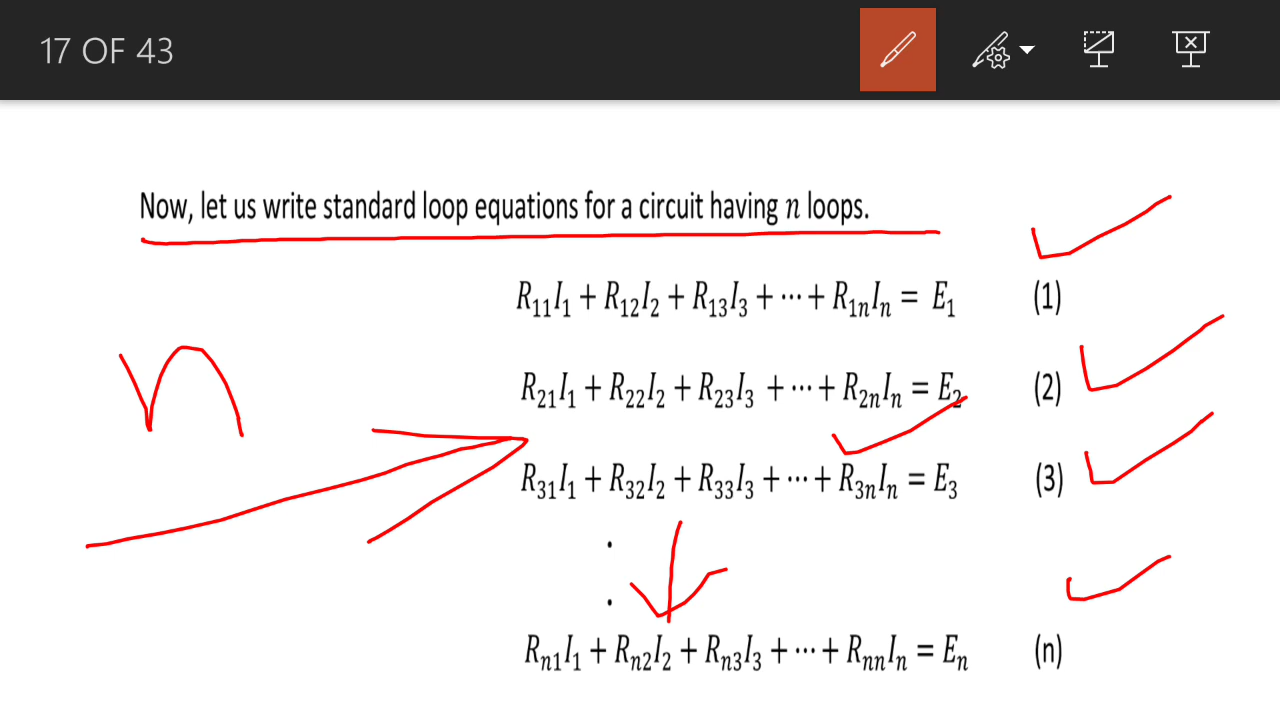 17 OF 43
Now, let us write standard loop equations for a circuit having n loops.
R₁₁I₁ + R₁₂I₂ + R₁₃I₃ + ⋯ + R₁ₙIₙ = E₁ (1)
R₂₁I₁ + R₂₂I₂ + R₂₃I₃ + ⋯ + R₂ₙIₙ = E₂ (2)
n
R₃₁I₁ + R₃₂I₂ + R₃₃I₃ + ⋯ + R₃ₙIₙ = E₃ (3)
.
.
Rₙ₁I₁ + Rₙ₂I₂ + Rₙ₃I₃ + ⋯ + RₙₙIₙ = Eₙ (n)